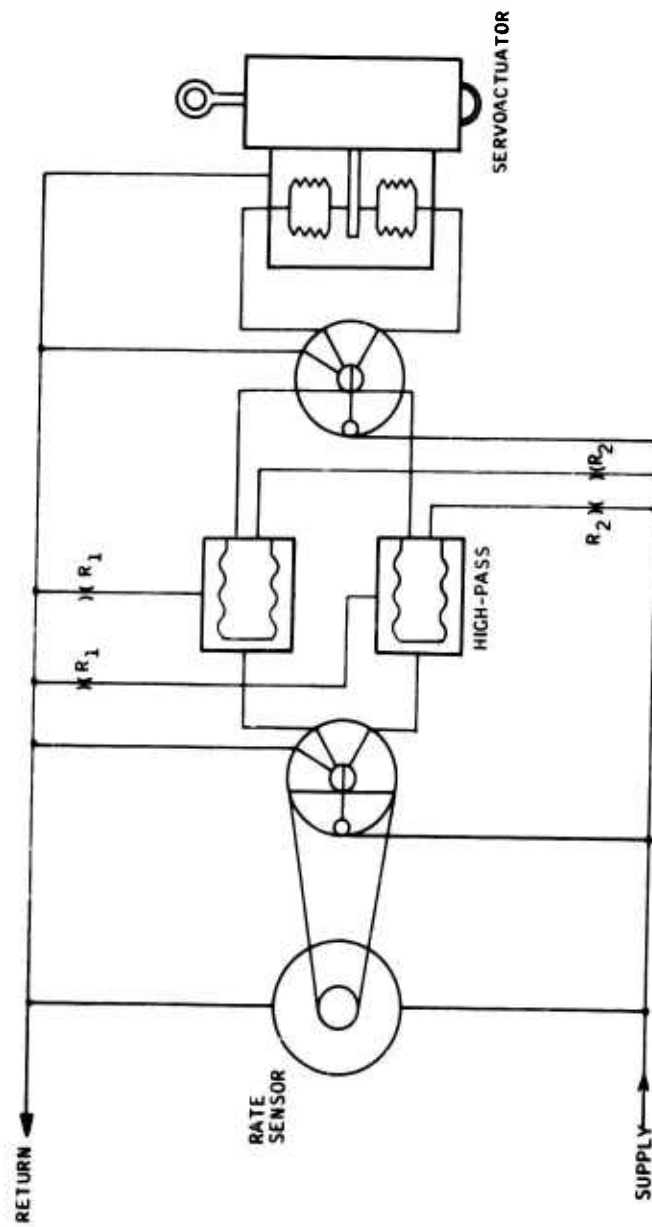 RETURN
SUPPLY
RATE
SENSOR
R1
R1
HIGH-PASS
R2
R2
SERVOACTUATOR